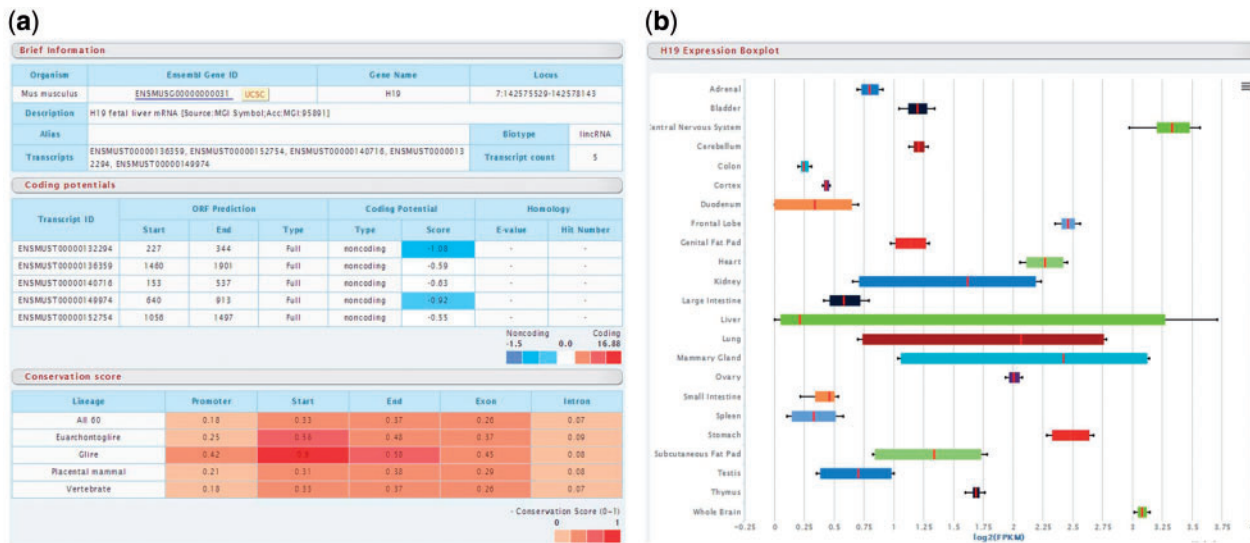 (a)
Brief Information
Organism Ensembl Gene ID Gene Name Locus
Mus musculus ENSMUSG00000000031 UCSC H19 7:142575529-142578143
Description H19 fetal liver mRNA [Source:MGI Symbol;Acc:MGI:95891]
Alias Biotype lincRNA
Transcripts ENSMUST00000136359, ENSMUST00000152754, ENSMUST00000140716, ENSMUST0000013
2294, ENSMUST00000149974 Transcript count 5
Coding potentials
Transcript ID ORF Prediction Coding Potential Homology
Start End Type Type Score E-value Hit Number
ENSMUST00000132294 227 344 Full noncoding -1.09 - -
ENSMUST00000136359 1460 1901 Full noncoding -0.59 - -
ENSMUST00000140716 153 537 Full noncoding -0.63 - -
ENSMUST00000149974 640 913 Full noncoding -0.92 - -
ENSMUST00000152754 1056 1497 Full noncoding -0.55 - -
Noncoding Coding
-1.5 0.0 16.88
Conservation score
Lineage Promoter Start End Exon Intron
All 60 0.18 0.33 0.37 0.26 0.07
Euarchontoglire 0.25 0.58 0.48 0.37 0.09
Glire 0.42 0.58 0.45 0.08
Placental mammal 0.21 0.31 0.38 0.29 0.08
Vertebrate 0.18 0.33 0.37 0.26 0.07
- Conservation Score (0~1)
0 1
(b)
H19 Expression Boxplot
Adrenal
Bladder
Central Nervous System
Cerebellum
Colon
Cortex
Duodenum
Frontal Lobe
Genital Fat Pad
Heart
Kidney
Large Intestine
Liver
Lung
Mammary Gland
Ovary
Small Intestine
Spleen
Stomach
Subcutaneous Fat Pad
Testis
Thymus
Whole Brain
-0.25 0 0.25 0.5 0.75 1 1.25 1.5 1.75 2 2.25 2.5 2.75 3 3.25 3.5 3.75
log2(FPKM)